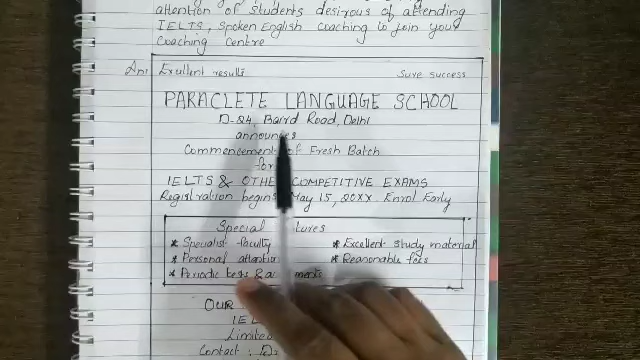 attention of students desirous of attending
IELTS, Spoken English coaching to join your
Coaching Centre
Ans Excellent results Sure success
PARACLETE LANGUAGE SCHOOL
D-24, Baird Road, Delhi
announces
Commencement of Fresh Batch
for
IELTS & OTHER COMPETITIVE EXAMS
Registration begins May 15, 20XX Enrol Early
Special
* Specialist faculty * Excellent study material
* Personal attention * Reasonable fees
* Periodic tests &
OUR
Limited
Contact :